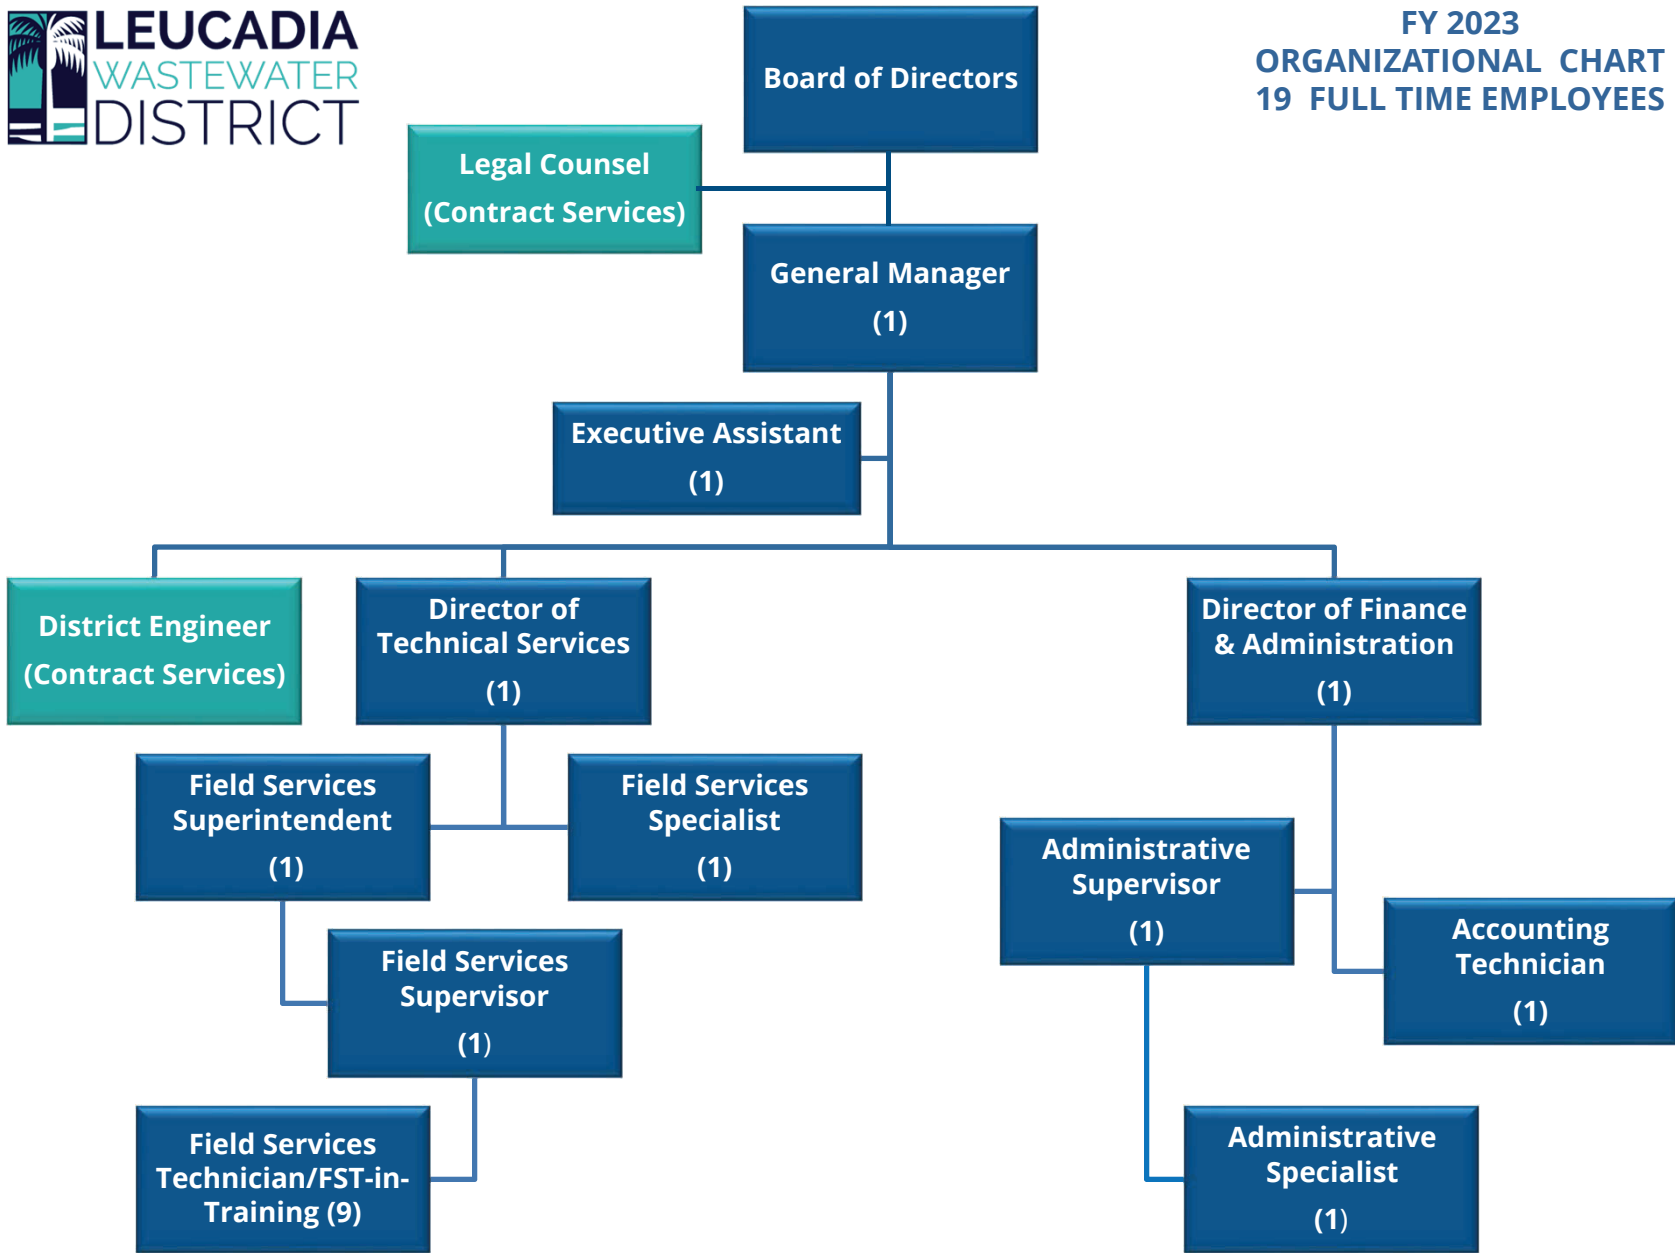 LEUCADIA
WASTEWATER
DISTRICT
FY 2023
ORGANIZATIONAL CHART
19 FULL TIME EMPLOYEES
Board of Directors
Legal Counsel
(Contract Services)
General Manager
(1)
Executive Assistant
(1)
District Engineer
(Contract Services)
Director of
Technical Services
(1)
Director of Finance
& Administration
(1)
Field Services
Superintendent
(1)
Field Services
Specialist
(1)
Administrative
Supervisor
(1)
Accounting
Technician
(1)
Field Services
Supervisor
(1)
Field Services
Technician/FST-in-
Training (9)
Administrative
Specialist
(1)